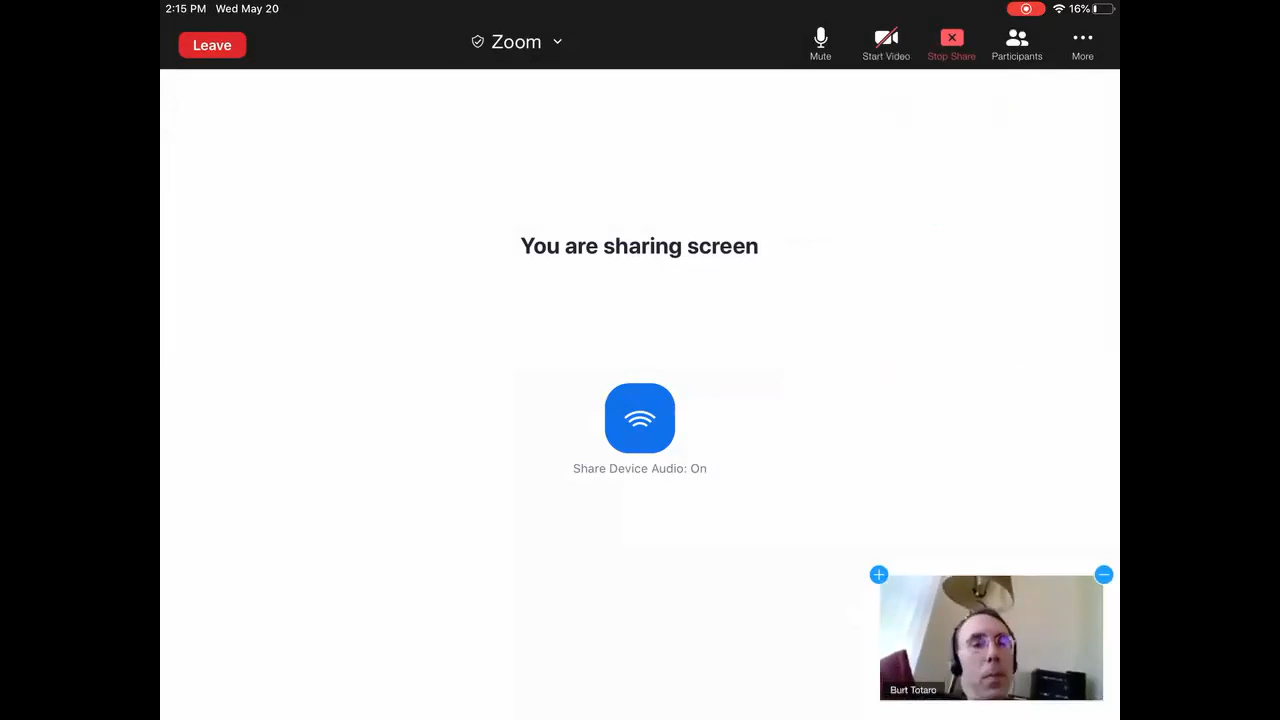 2:15 PM Wed May 20
16%
Leave
Zoom
Mute
Start Video
Stop Share
Participants
More
You are sharing screen
Share Device Audio: On
Burt Totaro